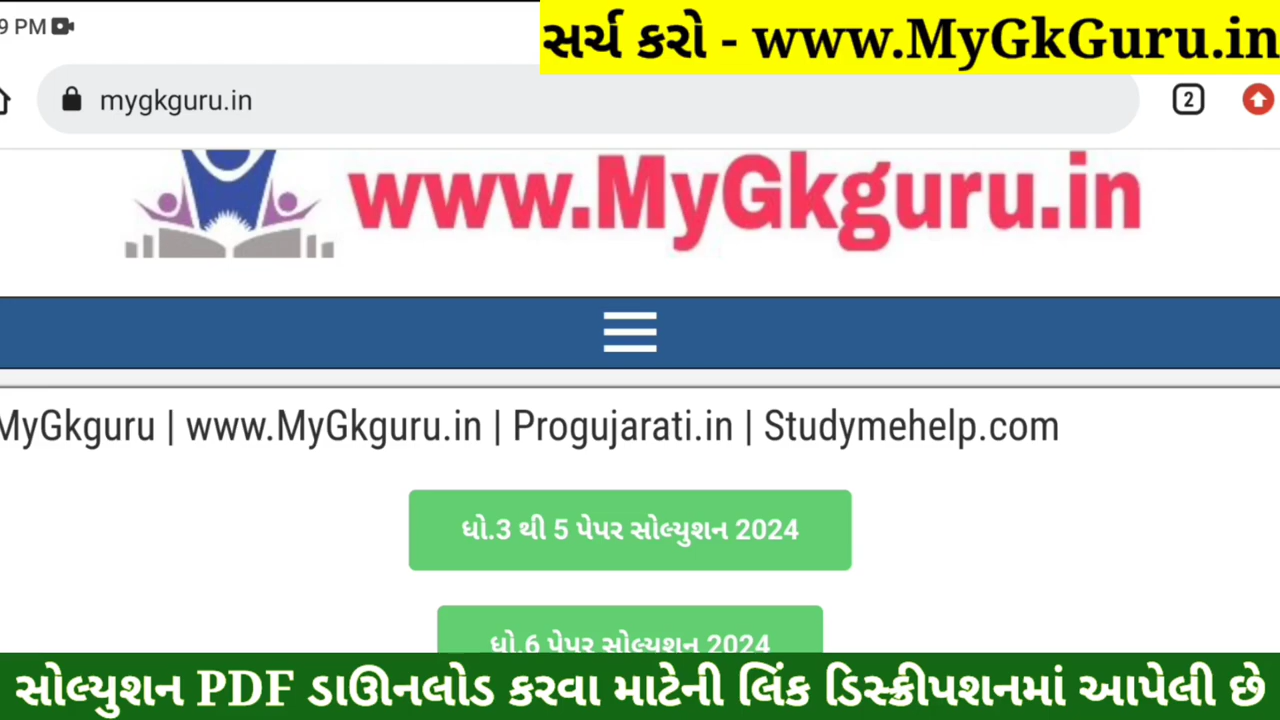 9 PM
સર્ચ કરો - www.MyGkGuru.in
mygkguru.in
2
www.MyGkguru.in
MyGkguru | www.MyGkguru.in | Progujarati.in | Studymehelp.com
ધો.3 થી 5 પેપર સોલ્યુશન 2024
ધો.6 પેપર સોલ્યુશન 2024
સોલ્યુશન PDF ડાઊનલોડ કરવા માટેની લિંક ડિસ્ક્રીપશનમાં આપેલી છે